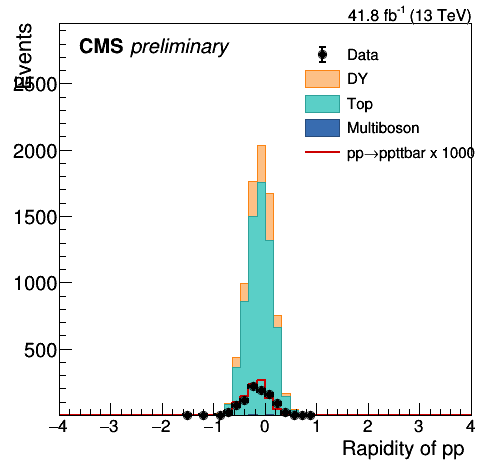 41.8 fb⁻¹ (13 TeV)
Events
CMS preliminary
Data
DY
Top
Multiboson
pp→ppttbar x 1000
2500
2000
1500
1000
500
−4 −3 −2 −1 0 1 2 3 4
Rapidity of pp